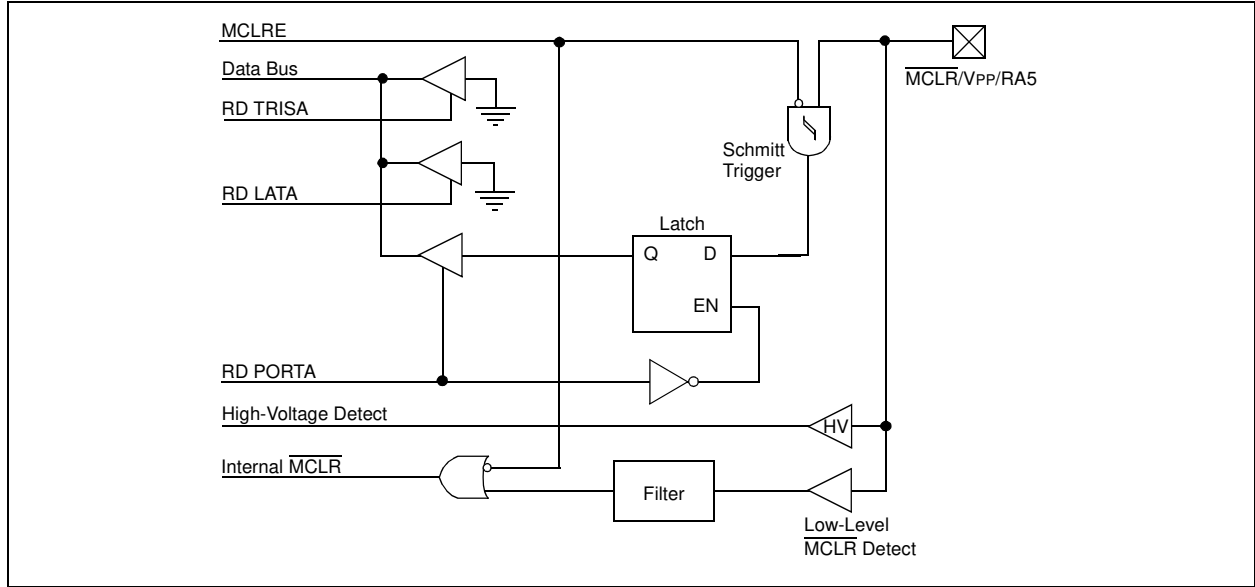 MCLRE
Data Bus
MCLR/VPP/RA5
RD TRISA
Schmitt
Trigger
RD LATA
Latch
Q
D
EN
RD PORTA
High-Voltage Detect
HV
Internal MCLR
Filter
Low-Level
MCLR Detect